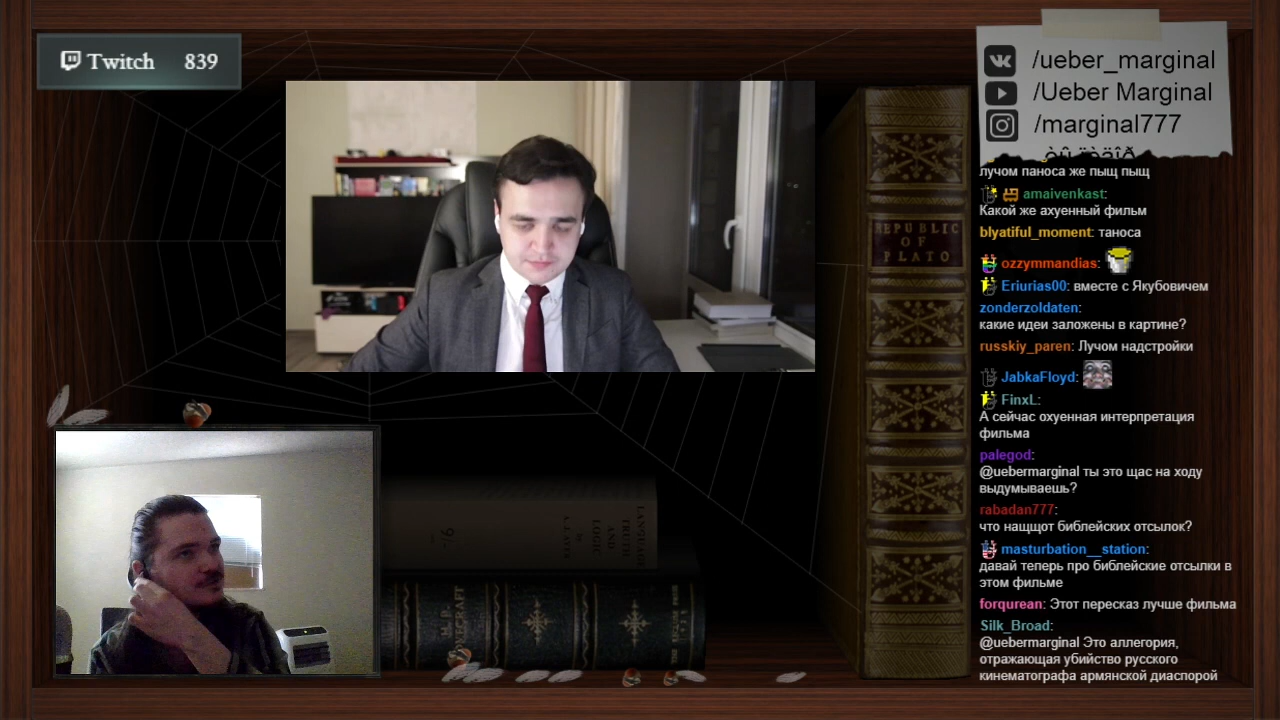 Twitch 839
/ueber_marginal
/Ueber Marginal
/marginal777
лучом паноса же пыщ пыщ
amaivenkast:
Какой же ахуенный фильм
blyatiful_moment: таноса
ozzymmandias:
Eriurias00: вместе с Якубовичем
zonderzoldaten:
какие идеи заложены в картине?
russkiy_paren: Лучом надстройки
JabkaFloyd:
FinxL:
А сейчас охуенная интерпретация
фильма
palegod:
@uebermarginal ты это щас на ходу
выдумываешь?
rabadan777:
что нащщот библейских отсылок?
masturbation__station:
давай теперь про библейские отсылки в
этом фильме
forqurean: Этот пересказ лучше фильма
Silk_Broad:
@uebermarginal Это аллегория,
отражающая убийство русского
кинематографа армянской диаспорой
REPUBLIC
OF
PLATO
LANGUAGE
TRUTH
AND
LOGIC